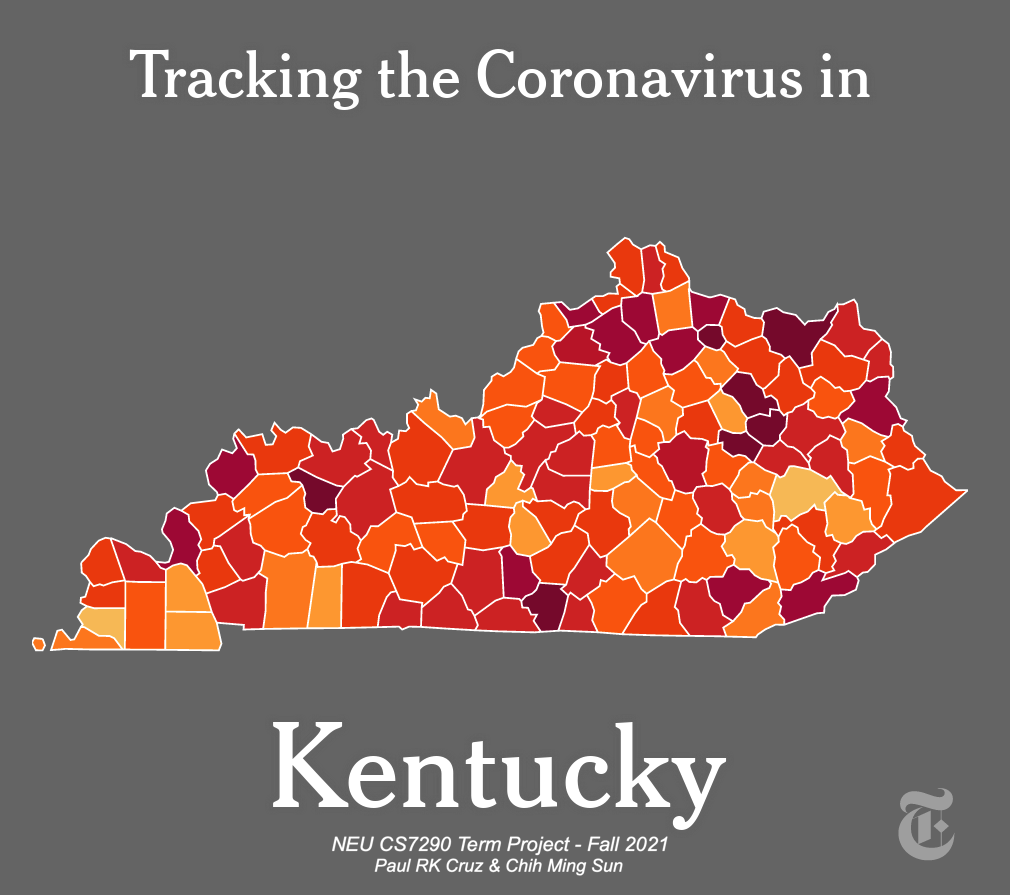 Tracking the Coronavirus in
Kentucky
NEU CS7290 Term Project - Fall 2021
Paul RK Cruz & Chih Ming Sun
T